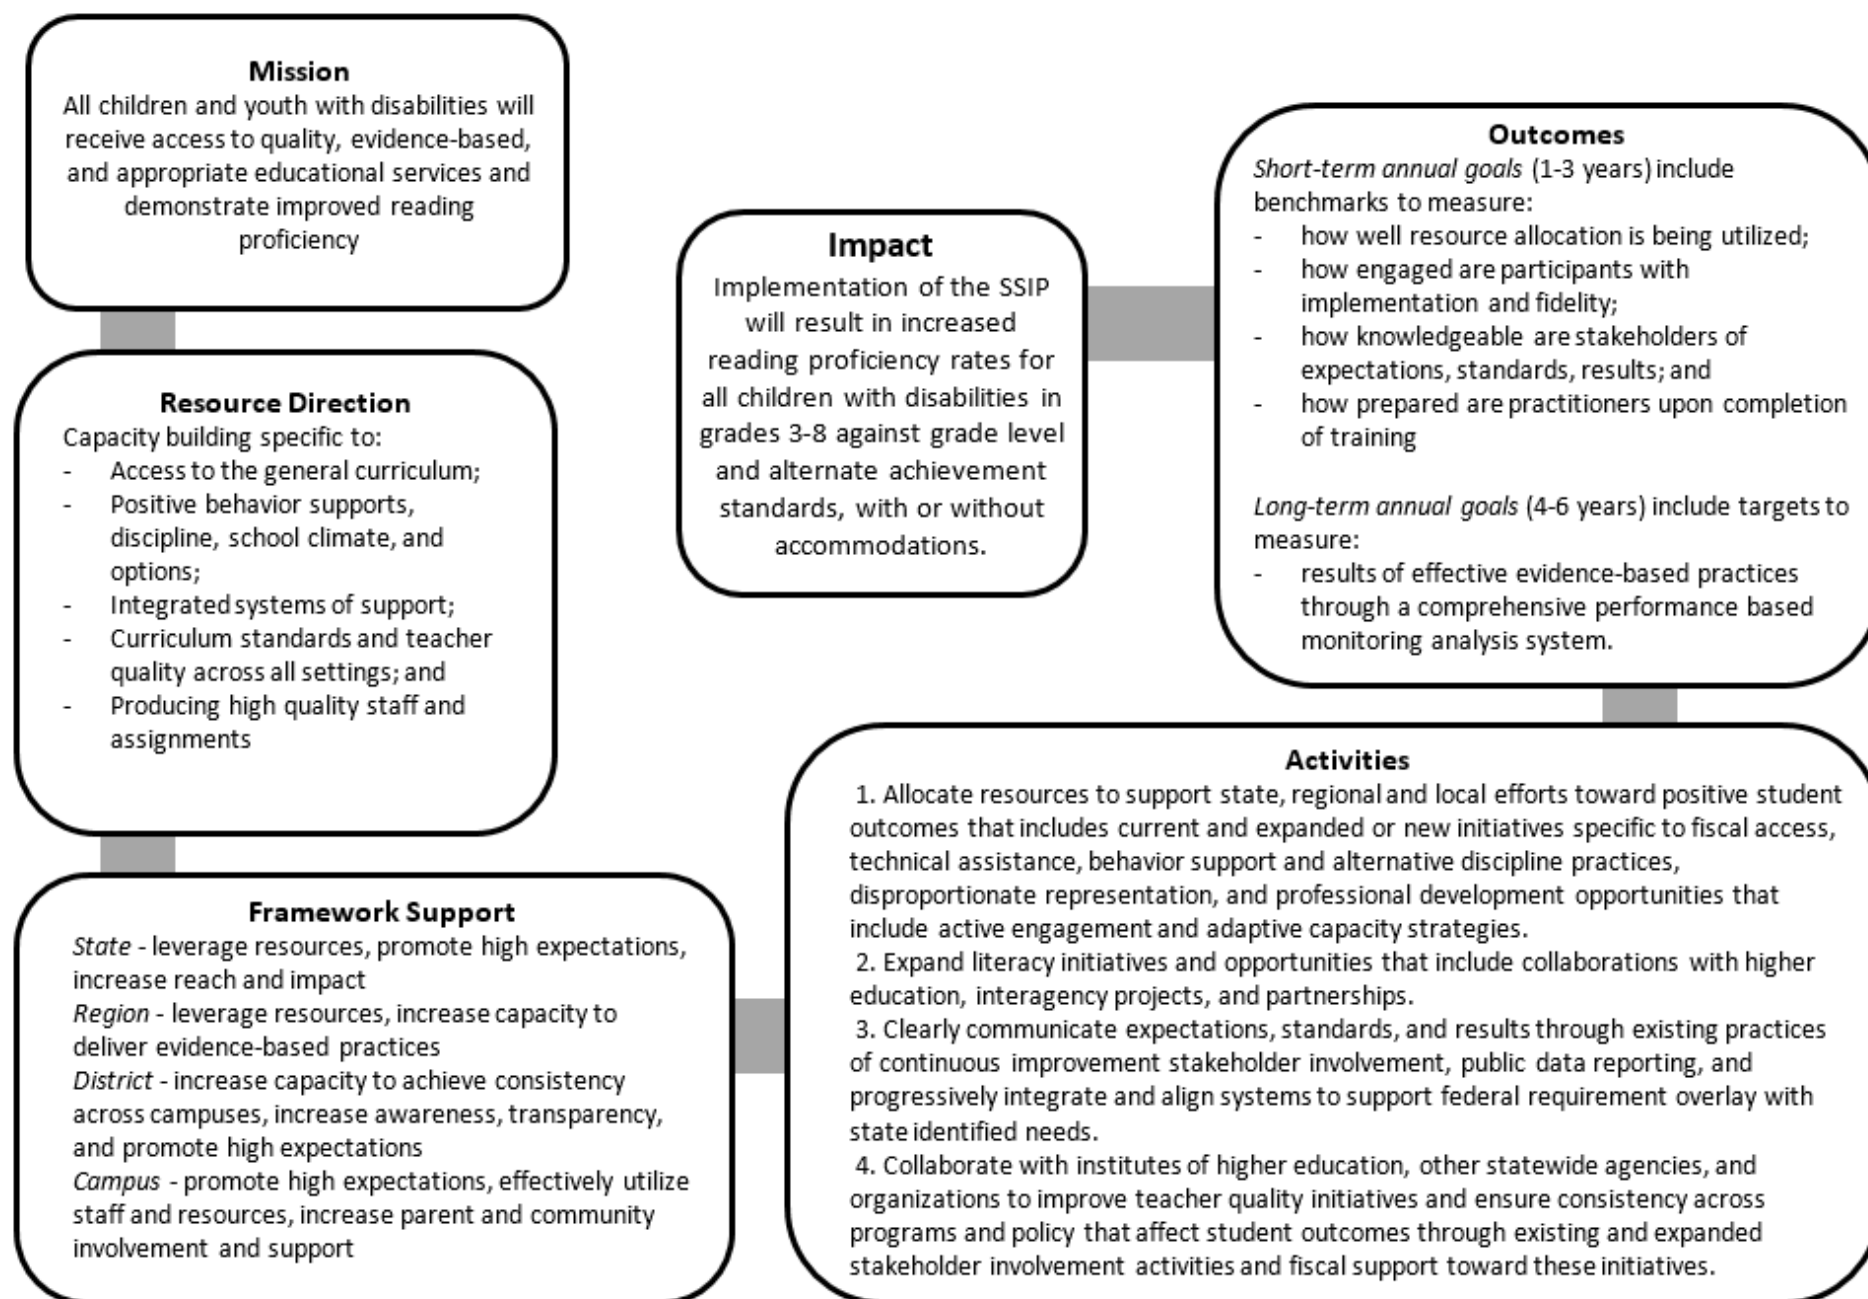 Mission
All children and youth with disabilities will
receive access to quality, evidence-based,
and appropriate educational services and
demonstrate improved reading
proficiency
Resource Direction
Capacity building specific to:
- Access to the general curriculum;
- Positive behavior supports,
discipline, school climate, and
options;
- Integrated systems of support;
- Curriculum standards and teacher
quality across all settings; and
- Producing high quality staff and
assignments
Framework Support
State - leverage resources, promote high expectations,
increase reach and impact
Region - leverage resources, increase capacity to
deliver evidence-based practices
District - increase capacity to achieve consistency
across campuses, increase awareness, transparency,
and promote high expectations
Campus - promote high expectations, effectively utilize
staff and resources, increase parent and community
involvement and support
Impact
Implementation of the SSIP
will result in increased
reading proficiency rates for
all children with disabilities in
grades 3-8 against grade level
and alternate achievement
standards, with or without
accommodations.
Outcomes
Short-term annual goals (1-3 years) include
benchmarks to measure:
- how well resource allocation is being utilized;
- how engaged are participants with
implementation and fidelity;
- how knowledgeable are stakeholders of
expectations, standards, results; and
- how prepared are practitioners upon completion
of training
Long-term annual goals (4-6 years) include targets to
measure:
- results of effective evidence-based practices
through a comprehensive performance based
monitoring analysis system.
Activities
1. Allocate resources to support state, regional and local efforts toward positive student
outcomes that includes current and expanded or new initiatives specific to fiscal access,
technical assistance, behavior support and alternative discipline practices,
disproportionate representation, and professional development opportunities that
include active engagement and adaptive capacity strategies.
2. Expand literacy initiatives and opportunities that include collaborations with higher
education, interagency projects, and partnerships.
3. Clearly communicate expectations, standards, and results through existing practices
of continuous improvement stakeholder involvement, public data reporting, and
progressively integrate and align systems to support federal requirement overlay with
state identified needs.
4. Collaborate with institutes of higher education, other statewide agencies, and
organizations to improve teacher quality initiatives and ensure consistency across
programs and policy that affect student outcomes through existing and expanded
stakeholder involvement activities and fiscal support toward these initiatives.